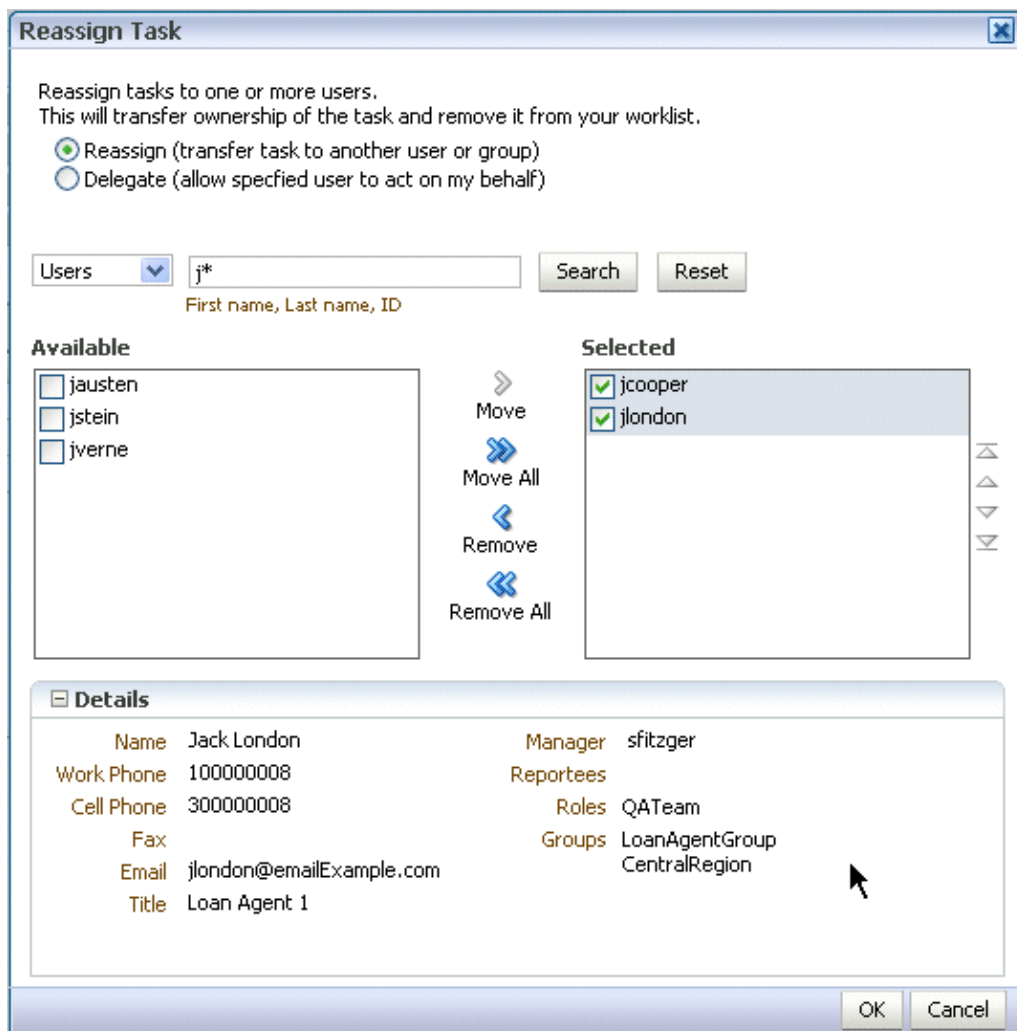 Reassign Task
Reassign tasks to one or more users.
This will transfer ownership of the task and remove it from your worklist.
Reassign (transfer task to another user or group)
Delegate (allow specfied user to act on my behalf)
Users
j*
Search
Reset
First name, Last name, ID
Available
jausten
jstein
jverne
Move
Move All
Remove
Remove All
Selected
jcooper
jlondon
Details
Name Jack London
Work Phone 100000008
Cell Phone 300000008
Fax
Email jlondon@emailExample.com
Title Loan Agent 1
Manager sfitzger
Reportees
Roles QATeam
Groups LoanAgentGroup
CentralRegion
OK
Cancel